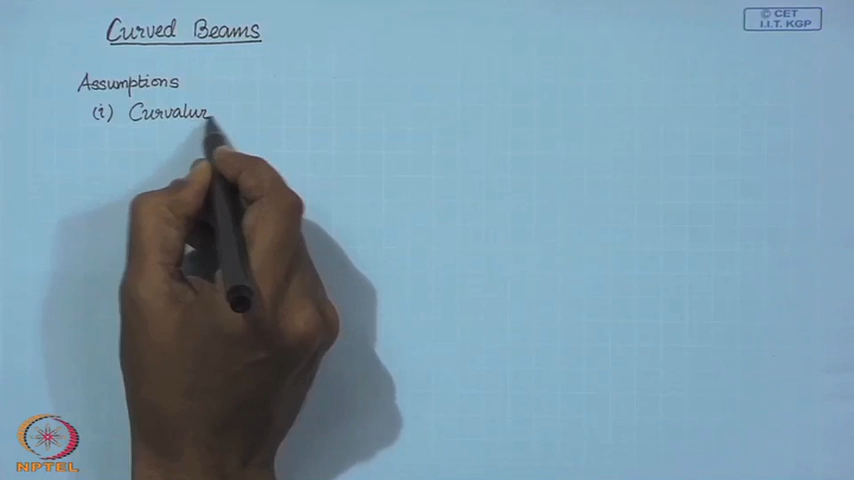 Curved Beams
© CET
I.I.T. KGP
Assumptions
(i) Curvatur
NPTEL